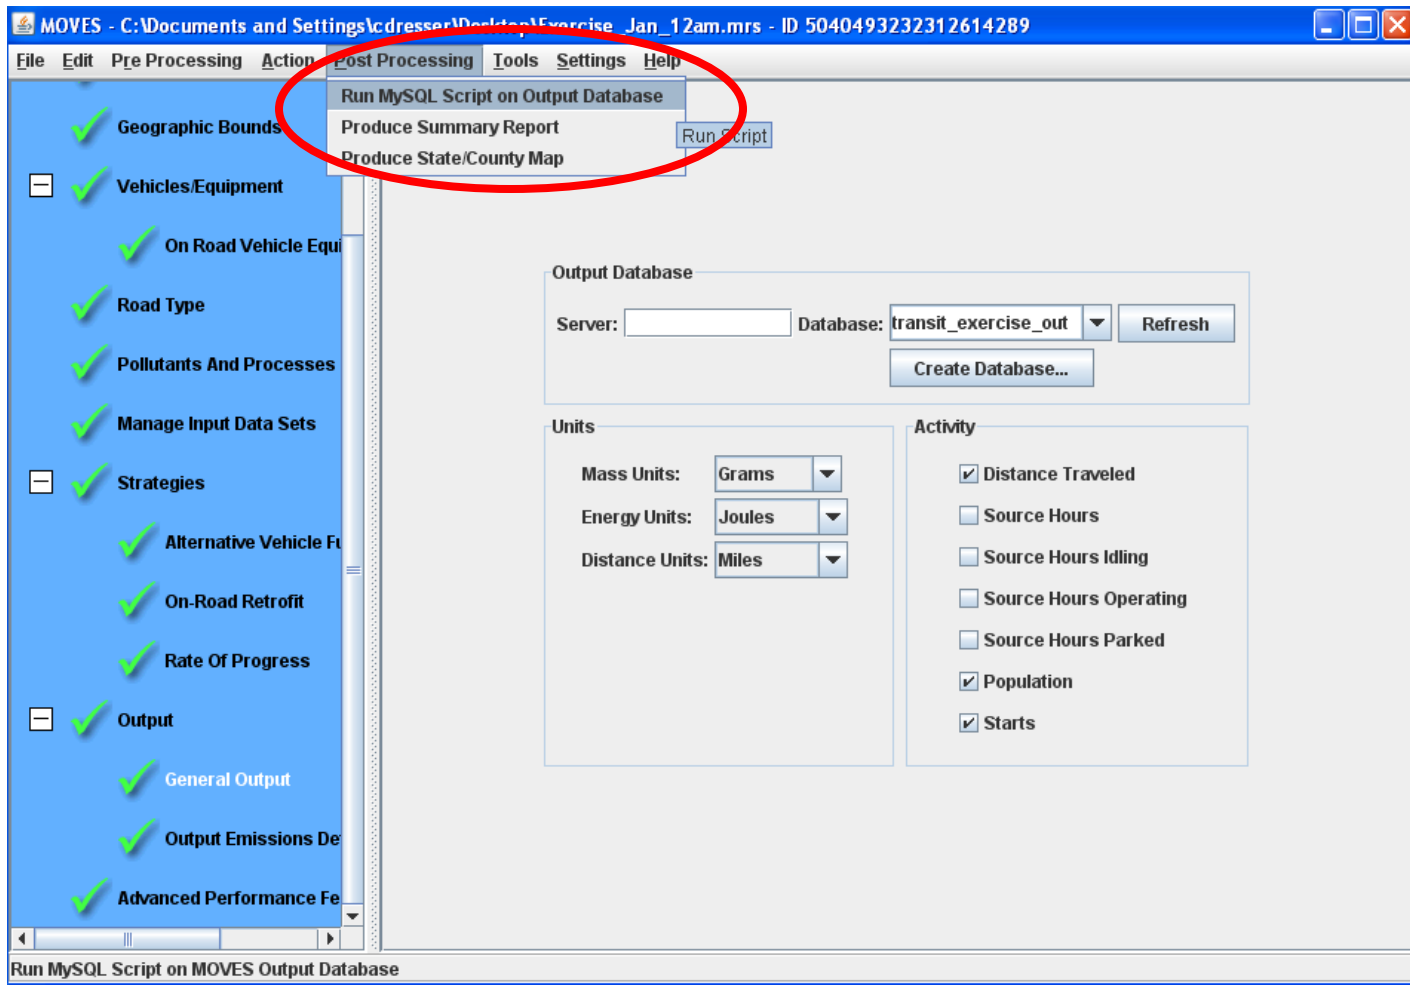 MOVES - C:\Documents and Settings\cdresser\Desktop\Exercise_Jan_12am.mrs - ID 5040493232312614289
File Edit Pre Processing Action Post Processing Tools Settings Help
Run MySQL Script on Output Database
Produce Summary Report
Produce State/County Map
Run Script
Geographic Bounds
Vehicles/Equipment
On Road Vehicle Equi
Road Type
Pollutants And Processes
Manage Input Data Sets
Strategies
Alternative Vehicle Fu
On-Road Retrofit
Rate Of Progress
Output
General Output
Output Emissions De
Advanced Performance Fe
Output Database
Server: Database: transit_exercise_out Refresh
Create Database...
Units
Mass Units: Grams
Energy Units: Joules
Distance Units: Miles
Activity
Distance Traveled
Source Hours
Source Hours Idling
Source Hours Operating
Source Hours Parked
Population
Starts
Run MySQL Script on MOVES Output Database